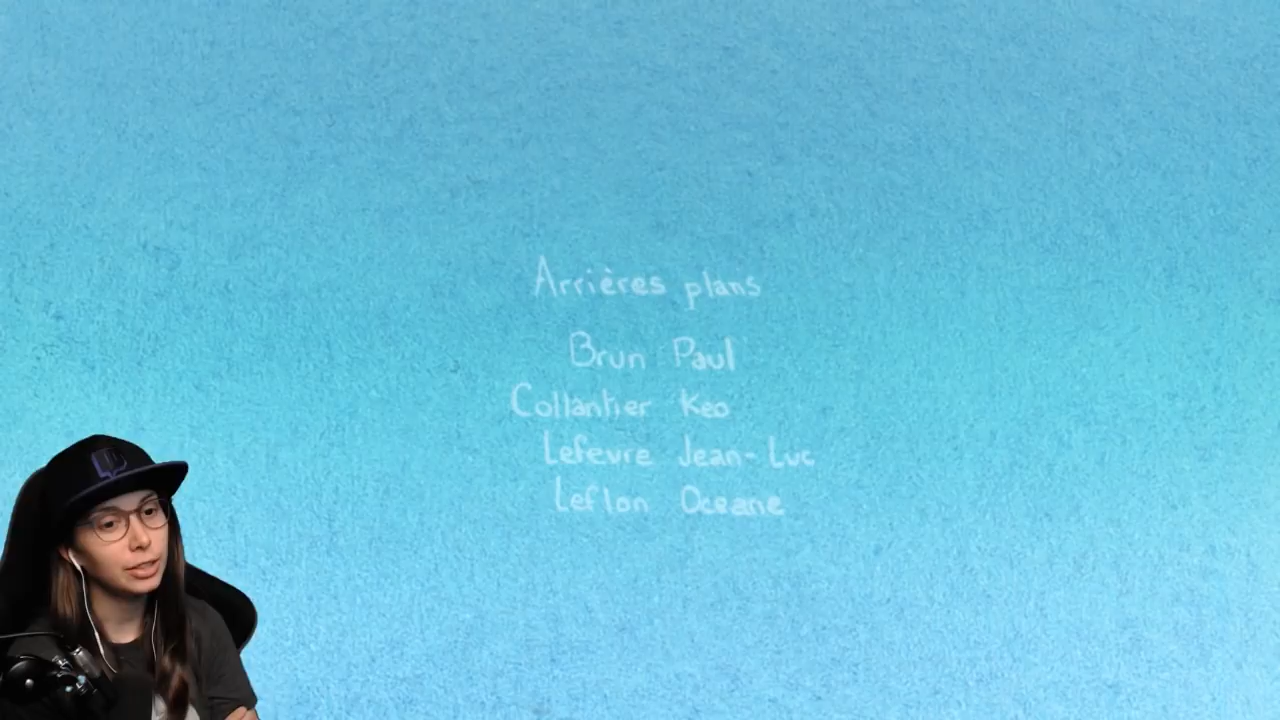 Arrières plans
Brun Paul
Collantier Keo
Lefevre Jean-Luc
Leflon Oceane